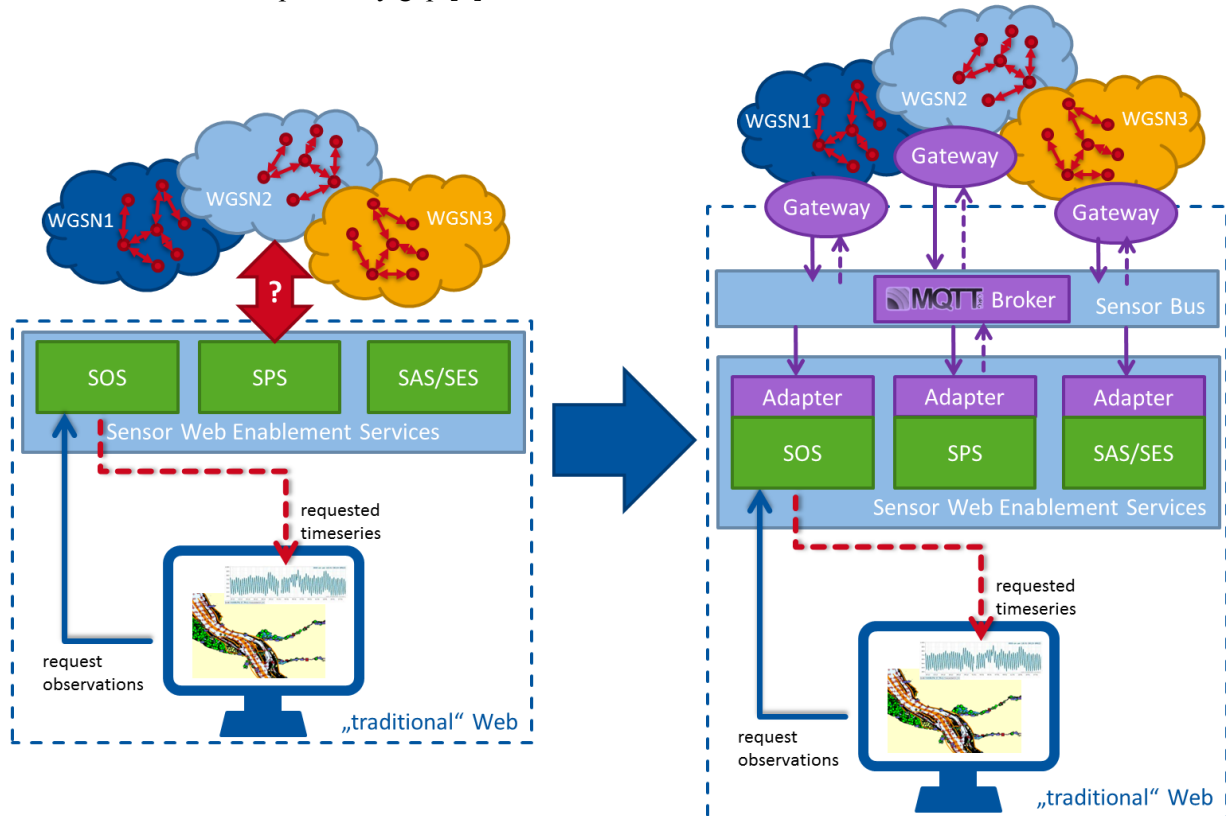 WGSN1
WGSN2
WGSN3
?
SOS
SPS
SAS/SES
Sensor Web Enablement Services
requested
timeseries
request
observations
„traditional“ Web
WGSN1
WGSN2
WGSN3
Gateway
Gateway
Gateway
MQTT
Broker
Sensor Bus
Adapter
Adapter
Adapter
SOS
SPS
SAS/SES
Sensor Web Enablement Services
requested
timeseries
request
observations
„traditional“ Web